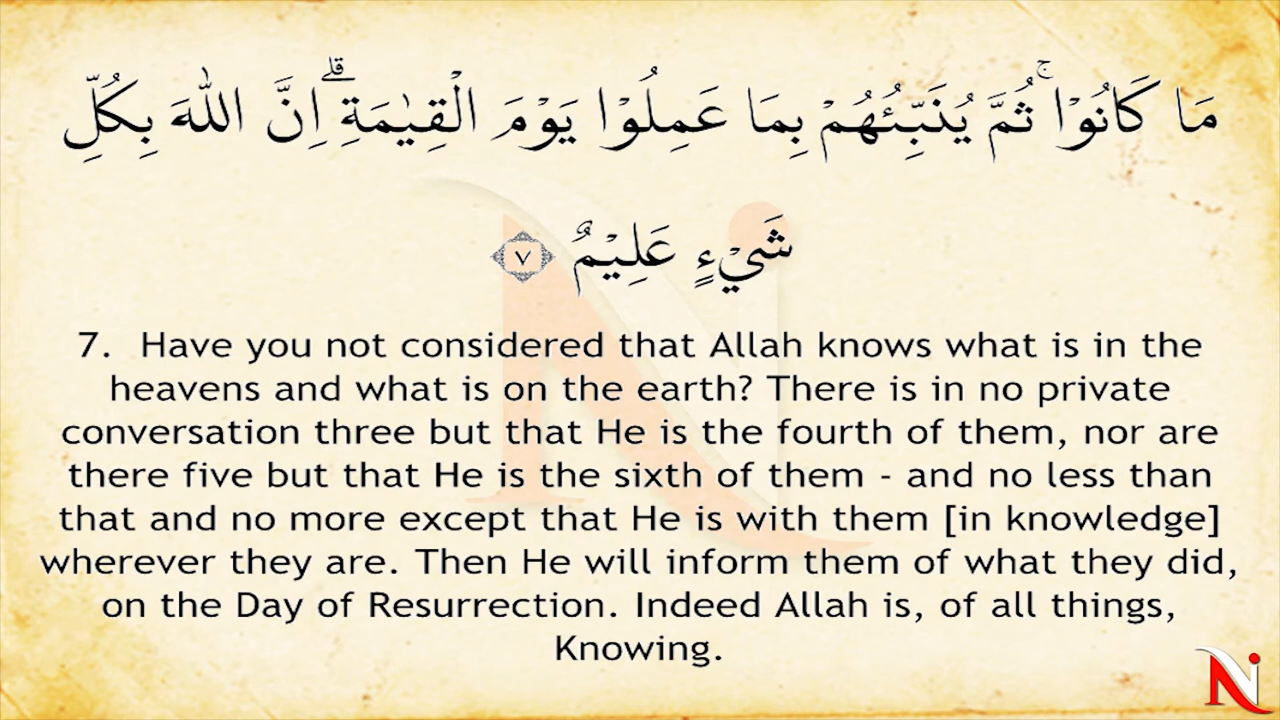 مَا كَانُوْا ۚ ثُمَّ يُنَبِّئُهُمْ بِمَا عَمِلُوْا يَوْمَ الْقِيٰمَةِ ۗ اِنَّ اللّٰهَ بِكُلِّ
شَيْءٍ عَلِيْمٌ ﴿٧﴾
7. Have you not considered that Allah knows what is in the
heavens and what is on the earth? There is in no private
conversation three but that He is the fourth of them, nor are
there five but that He is the sixth of them - and no less than
that and no more except that He is with them [in knowledge]
wherever they are. Then He will inform them of what they did,
on the Day of Resurrection. Indeed Allah is, of all things,
Knowing.